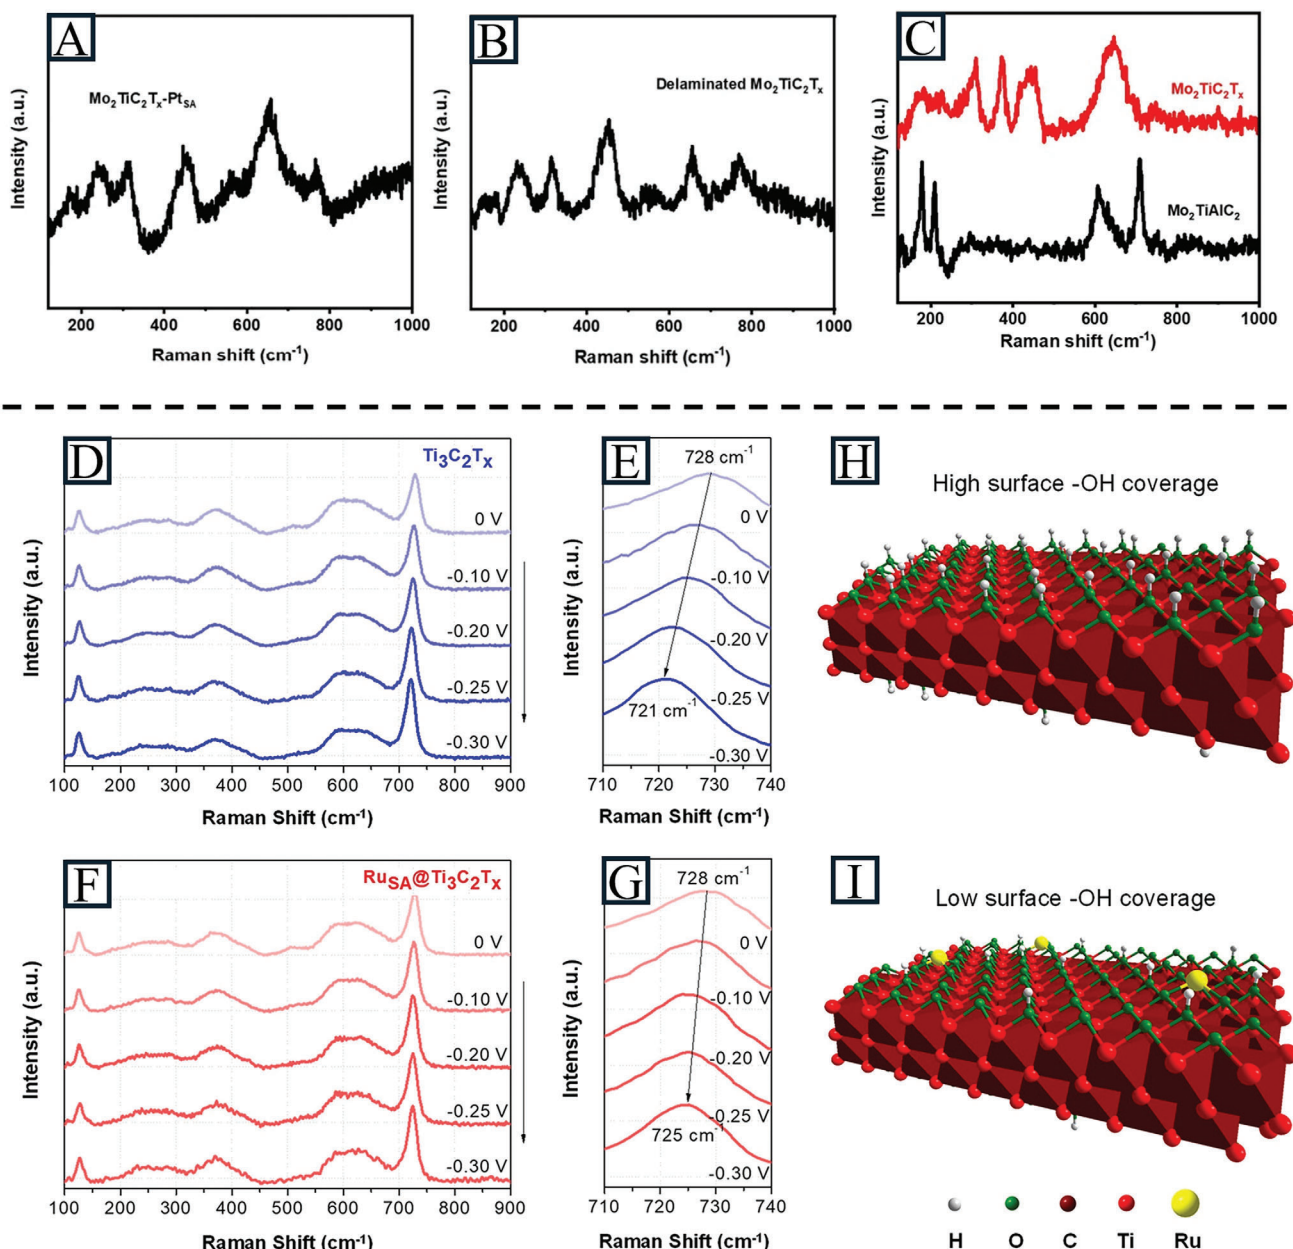 A
Mo₂TiC₂Tₓ-Pt_SA
Intensity (a.u.)
200 400 600 800 1000
Raman shift (cm⁻¹)
B
Delaminated Mo₂TiC₂Tₓ
Intensity (a.u.)
200 400 600 800 1000
Raman shift (cm⁻¹)
C
Mo₂TiC₂Tₓ
Mo₂TiAlC₂
Intensity (a.u.)
200 400 600 800 1000
Raman shift (cm⁻¹)
D
Ti₃C₂Tₓ
0 V
-0.10 V
-0.20 V
-0.25 V
-0.30 V
Intensity (a.u.)
100 200 300 400 500 600 700 800 900
Raman Shift (cm⁻¹)
E
728 cm⁻¹
0 V
-0.10 V
-0.20 V
-0.25 V
721 cm⁻¹
-0.30 V
Intensity (a.u.)
710 720 730 740
Raman Shift (cm⁻¹)
H
High surface -OH coverage
F
Ru_SA@Ti₃C₂Tₓ
0 V
-0.10 V
-0.20 V
-0.25 V
-0.30 V
Intensity (a.u.)
100 200 300 400 500 600 700 800 900
Raman Shift (cm⁻¹)
G
728 cm⁻¹
0 V
-0.10 V
-0.20 V
-0.25 V
725 cm⁻¹
-0.30 V
Intensity (a.u.)
710 720 730 740
Raman Shift (cm⁻¹)
I
Low surface -OH coverage
H O C Ti Ru